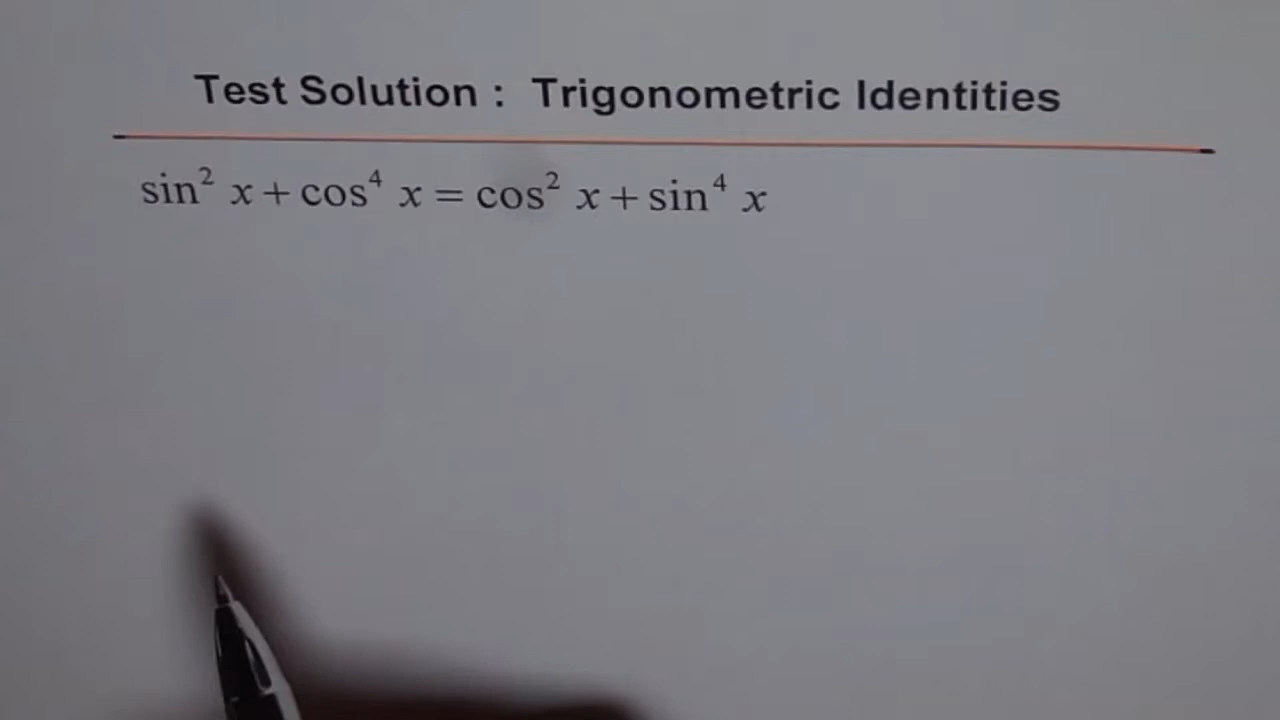 Test Solution : Trigonometric Identities
sin² x + cos⁴ x = cos² x + sin⁴ x